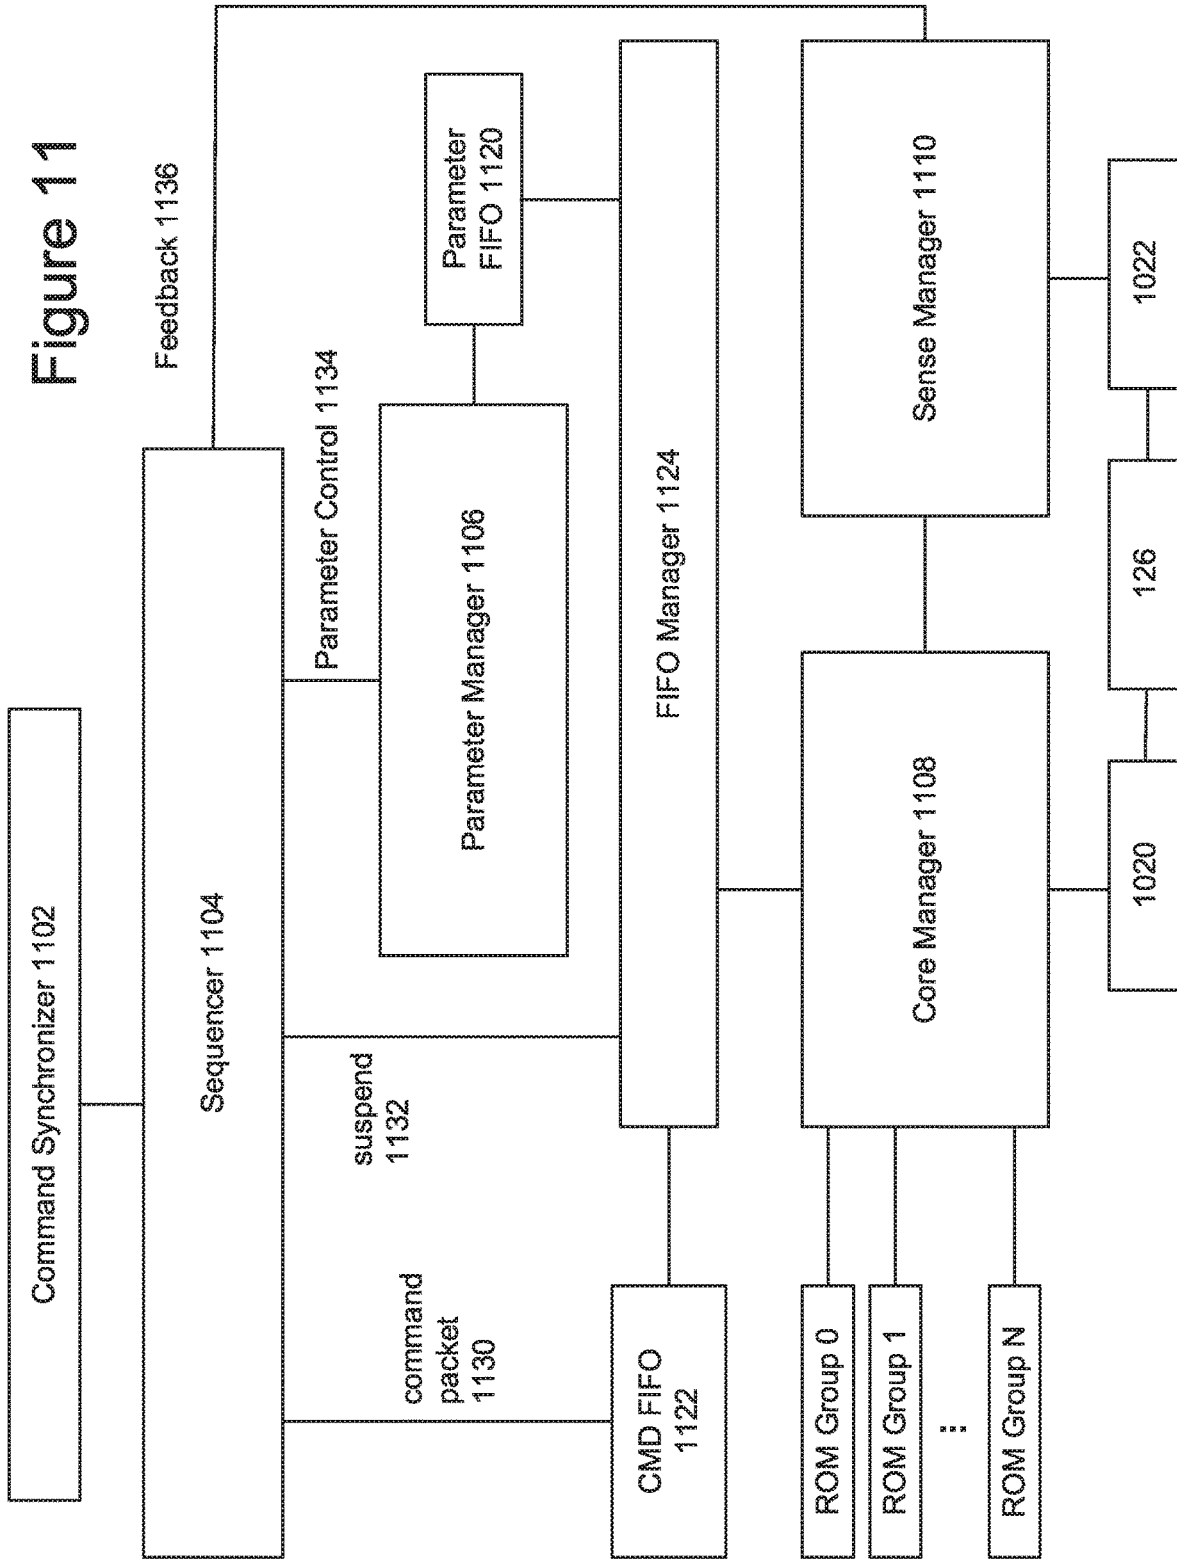 Figure 11
Command Synchronizer 1102
Feedback 1136
Sequencer 1104
command
packet
1130
suspend
1132
Parameter Control 1134
Parameter Manager 1106
Parameter
FIFO 1120
CMD FIFO
1122
FIFO Manager 1124
ROM Group 0
ROM Group 1
...
ROM Group N
Core Manager 1108
Sense Manager 1110
1020
126
1022